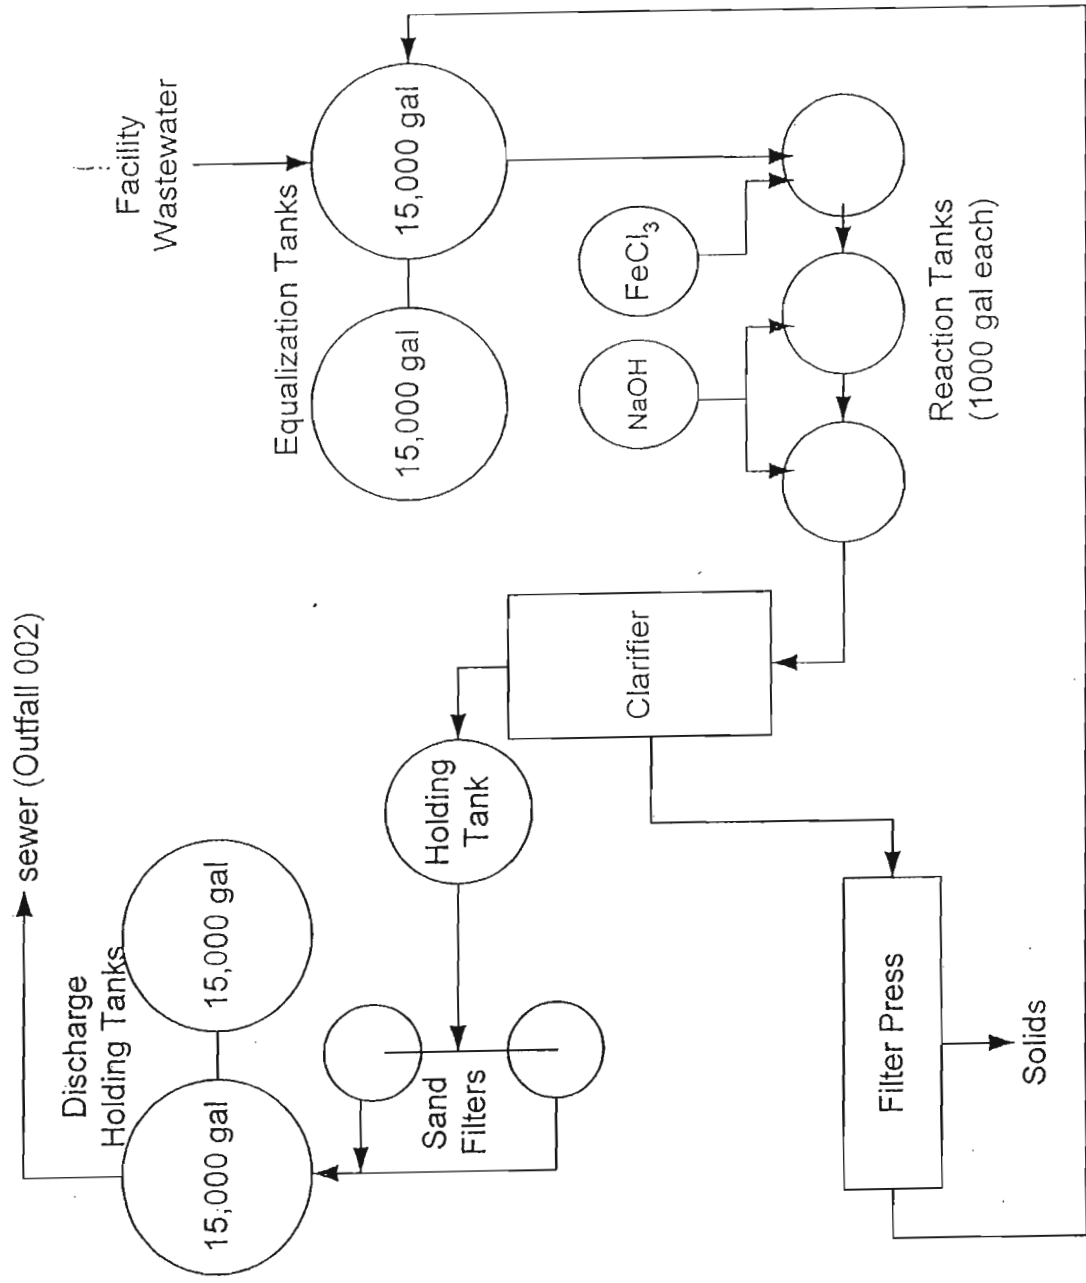 Facility
Wastewater
Equalization Tanks
15,000 gal
15,000 gal
FeCl₃
NaOH
Reaction Tanks
(1000 gal each)
Clarifier
Holding
Tank
sewer (Outfall 002)
Discharge
Holding Tanks
15,000 gal
15,000 gal
Sand
Filters
Filter Press
Solids